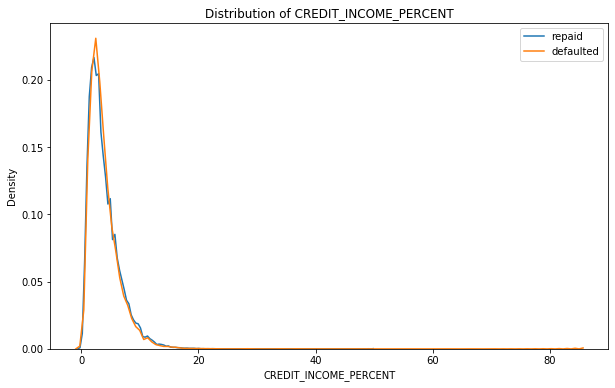 Distribution of CREDIT_INCOME_PERCENT
repaid
defaulted
Density
0.20
0.15
0.10
0.05
0.00
0
20
40
60
80
CREDIT_INCOME_PERCENT